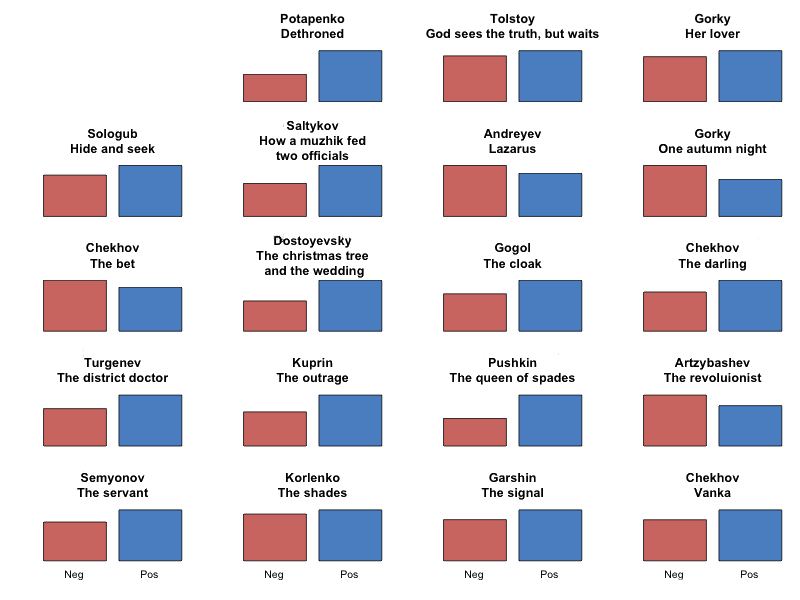 Potapenko
Dethroned
Tolstoy
God sees the truth, but waits
Gorky
Her lover
Sologub
Hide and seek
Saltykov
How a muzhik fed
two officials
Andreyev
Lazarus
Gorky
One autumn night
Chekhov
The bet
Dostoyevsky
The christmas tree
and the wedding
Gogol
The cloak
Chekhov
The darling
Turgenev
The district doctor
Kuprin
The outrage
Pushkin
The queen of spades
Artzybashev
The revoluionist
Semyonov
The servant
Korlenko
The shades
Garshin
The signal
Chekhov
Vanka
Neg Pos Neg Pos Neg Pos Neg Pos